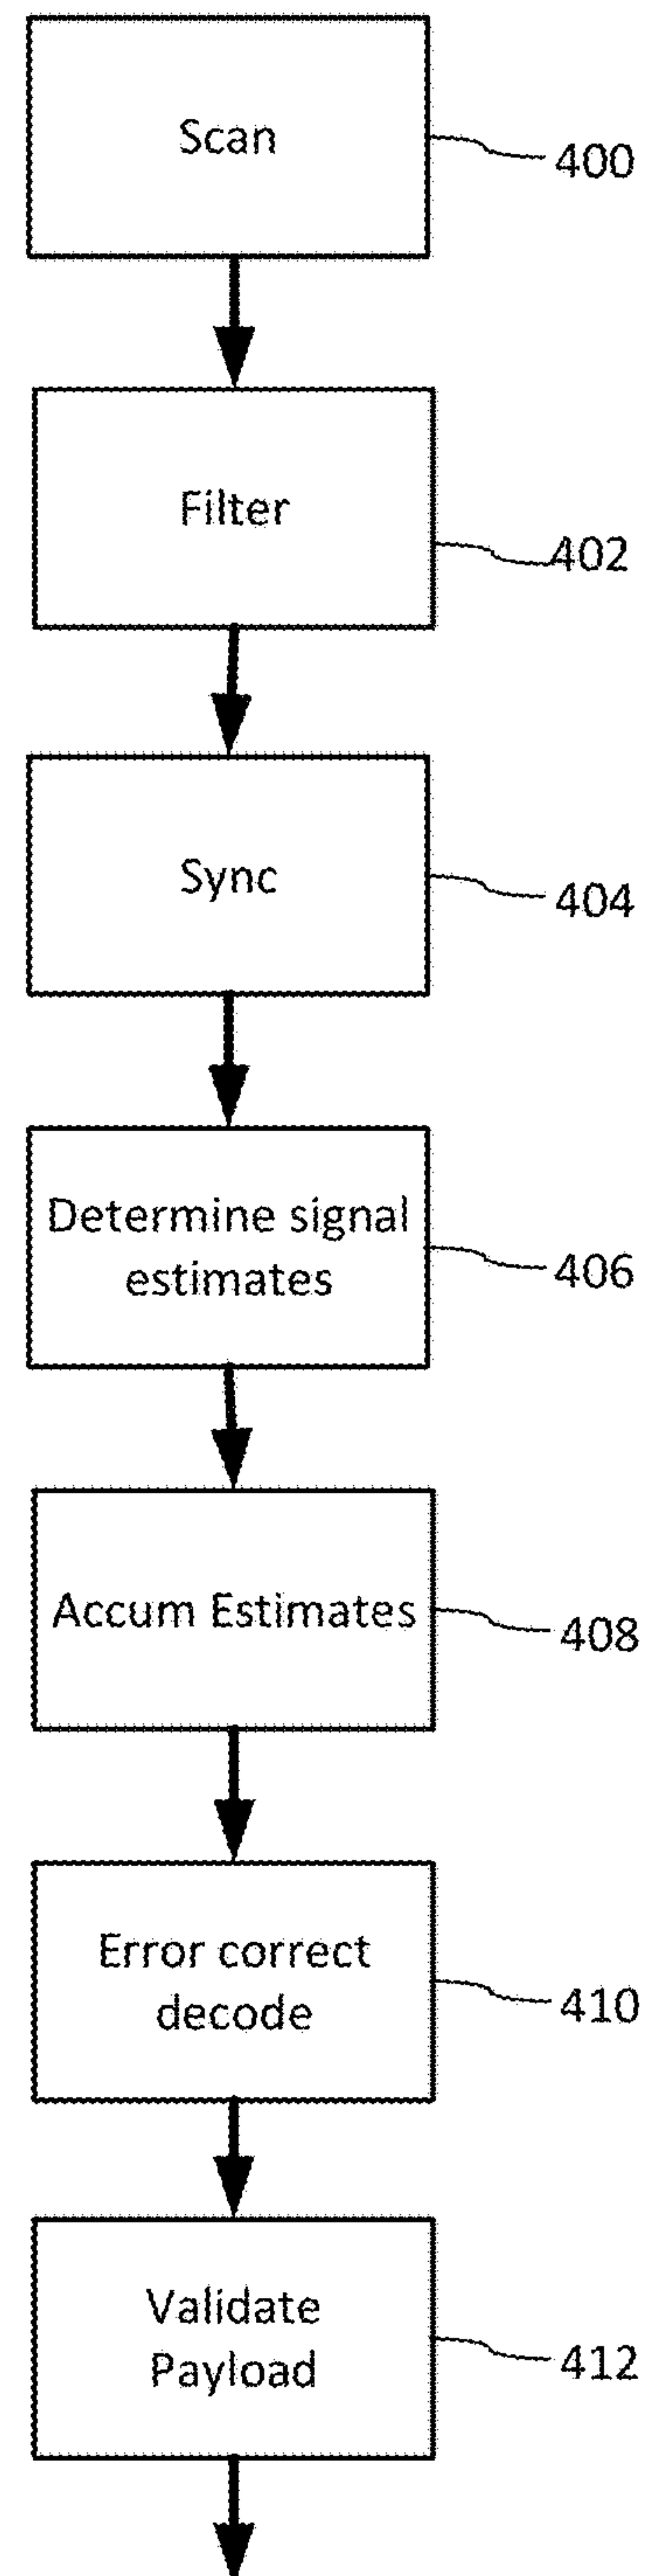 Scan
400
Filter
402
Sync
404
Determine signal
estimates
406
Accum Estimates
408
Error correct
decode
410
Validate
Payload
412